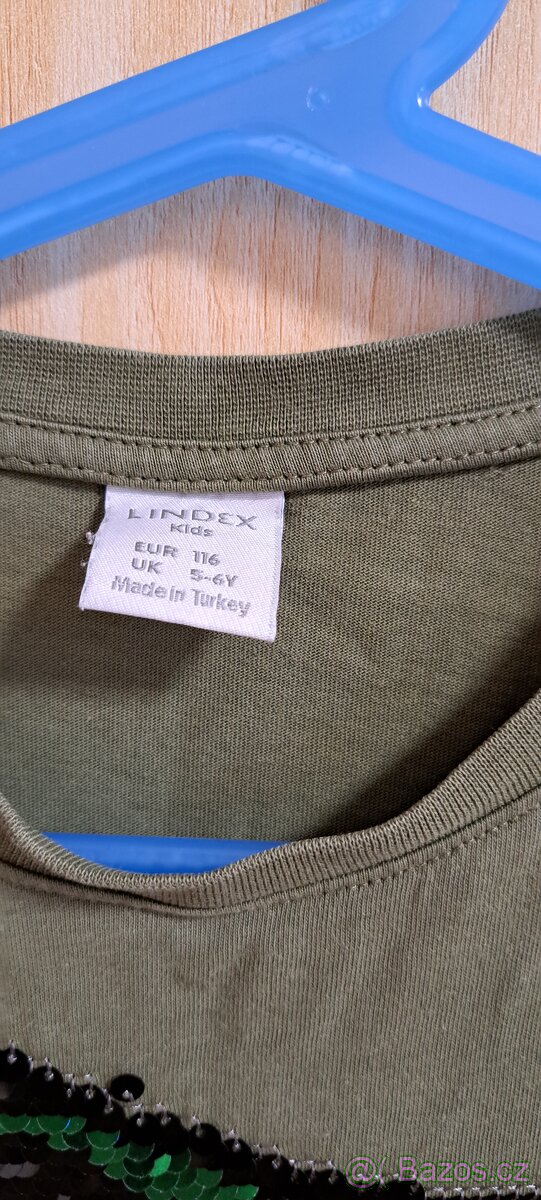 LINDEX
Kids
EUR 116
UK 5-6Y
Made in Turkey
Bazos.cz